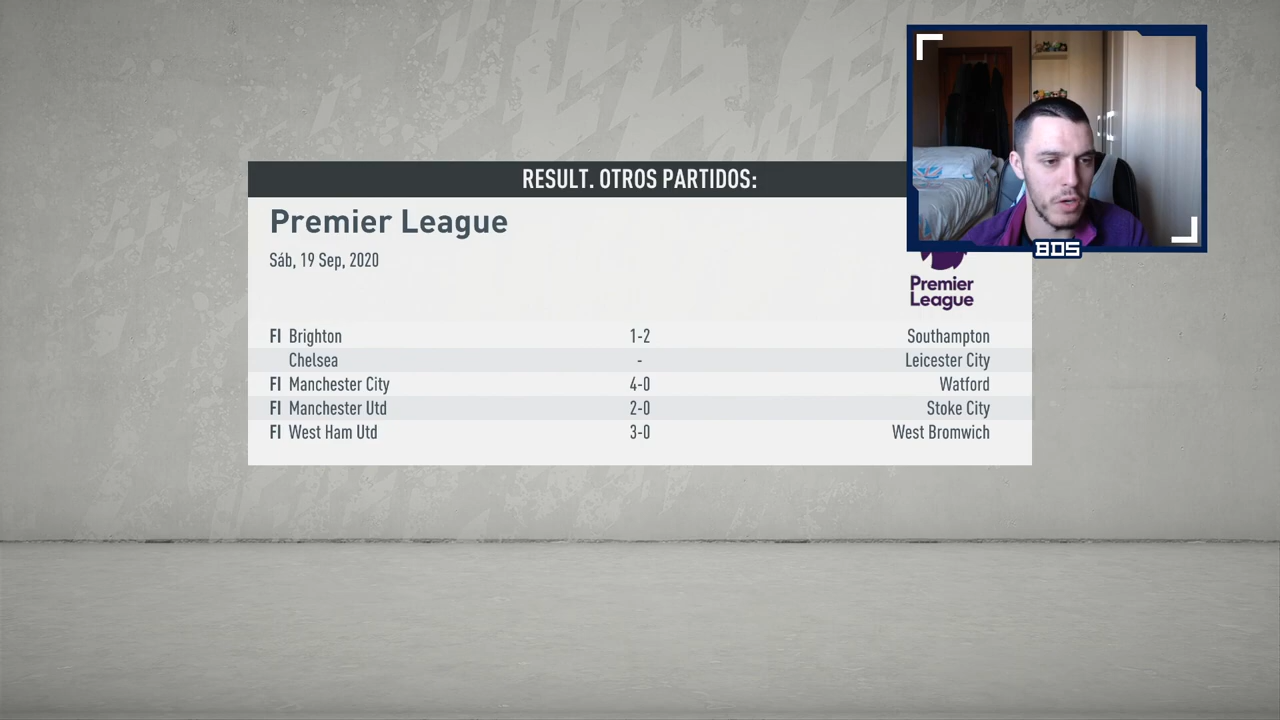 RESULT. OTROS PARTIDOS:
Premier League
Sáb, 19 Sep, 2020
BDS
Premier
League
FI Brighton 1-2 Southampton
Chelsea - Leicester City
FI Manchester City 4-0 Watford
FI Manchester Utd 2-0 Stoke City
FI West Ham Utd 3-0 West Bromwich